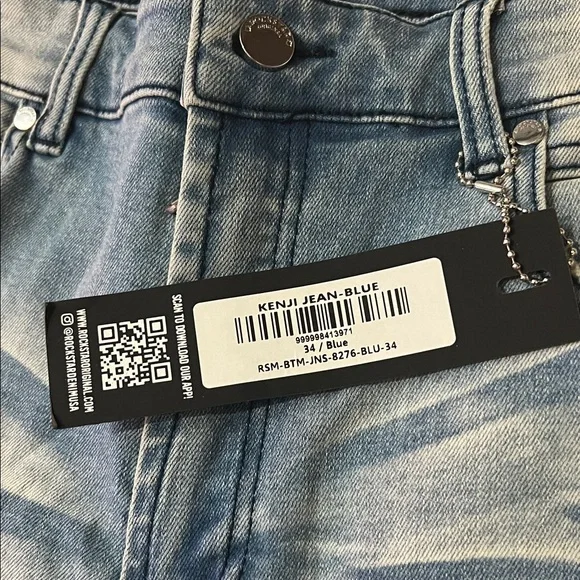 KENJI JEAN-BLUE
999998413971
34 / Blue
RSM-BTM-JNS-8276-BLU-34
SCAN TO DOWNLOAD OUR APP!
WWW.ROCKSTARORIGINAL.COM
@ROCKSTARDENIMUSA